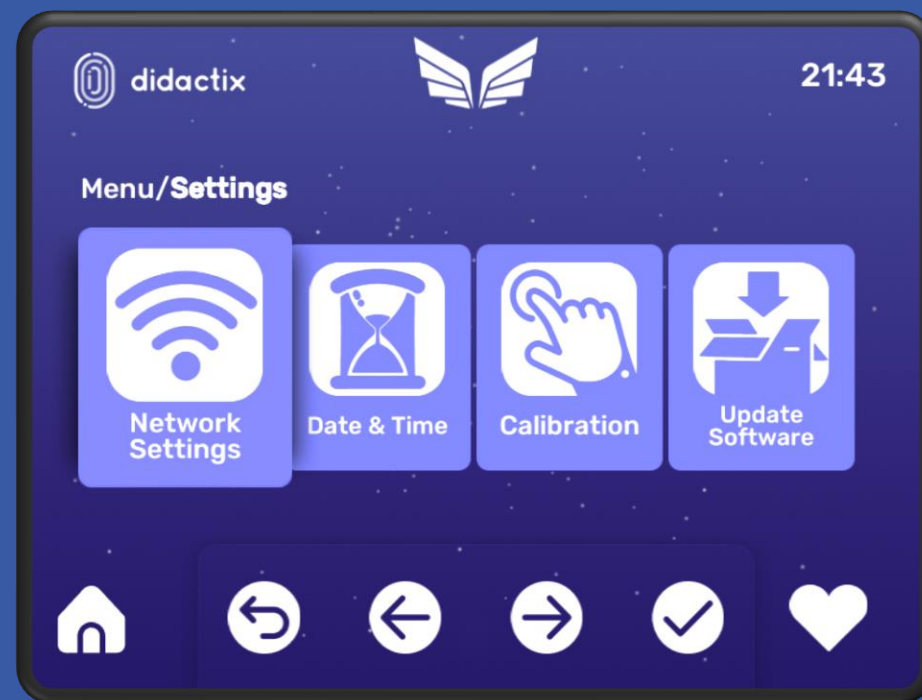 didactix
21:43
Menu/Settings
Network
Settings
Date & Time
Calibration
Update
Software